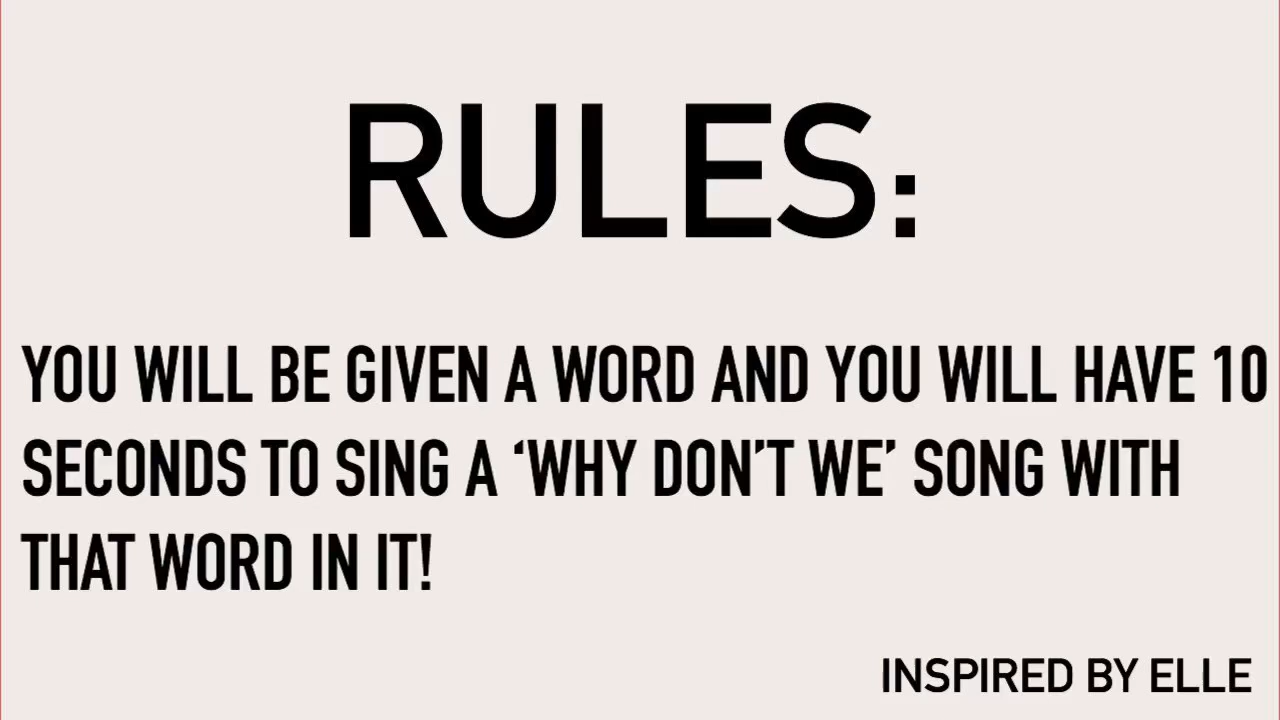 RULES:
YOU WILL BE GIVEN A WORD AND YOU WILL HAVE 10
SECONDS TO SING A ‘WHY DON’T WE’ SONG WITH
THAT WORD IN IT!
INSPIRED BY ELLE